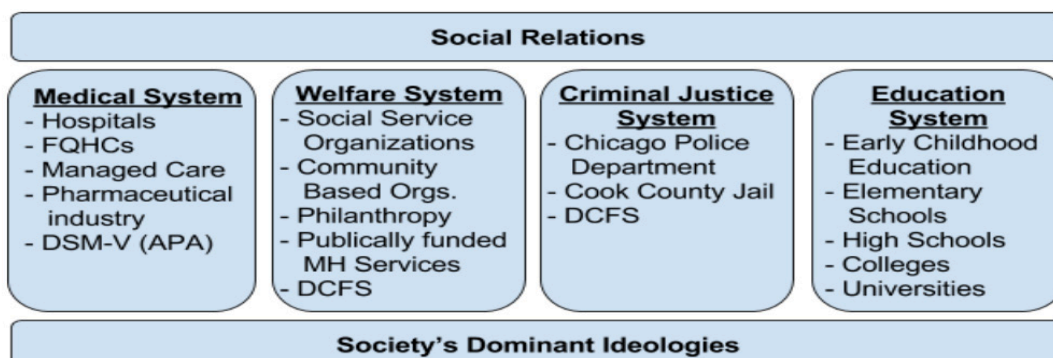 Social Relations
Medical System
- Hospitals
- FQHCs
- Managed Care
- Pharmaceutical
industry
- DSM-V (APA)
Welfare System
- Social Service
Organizations
- Community
Based Orgs.
- Philanthropy
- Publically funded
MH Services
- DCFS
Criminal Justice
System
- Chicago Police
Department
- Cook County Jail
- DCFS
Education
System
- Early Childhood
Education
- Elementary
Schools
- High Schools
- Colleges
- Universities
Society's Dominant Ideologies